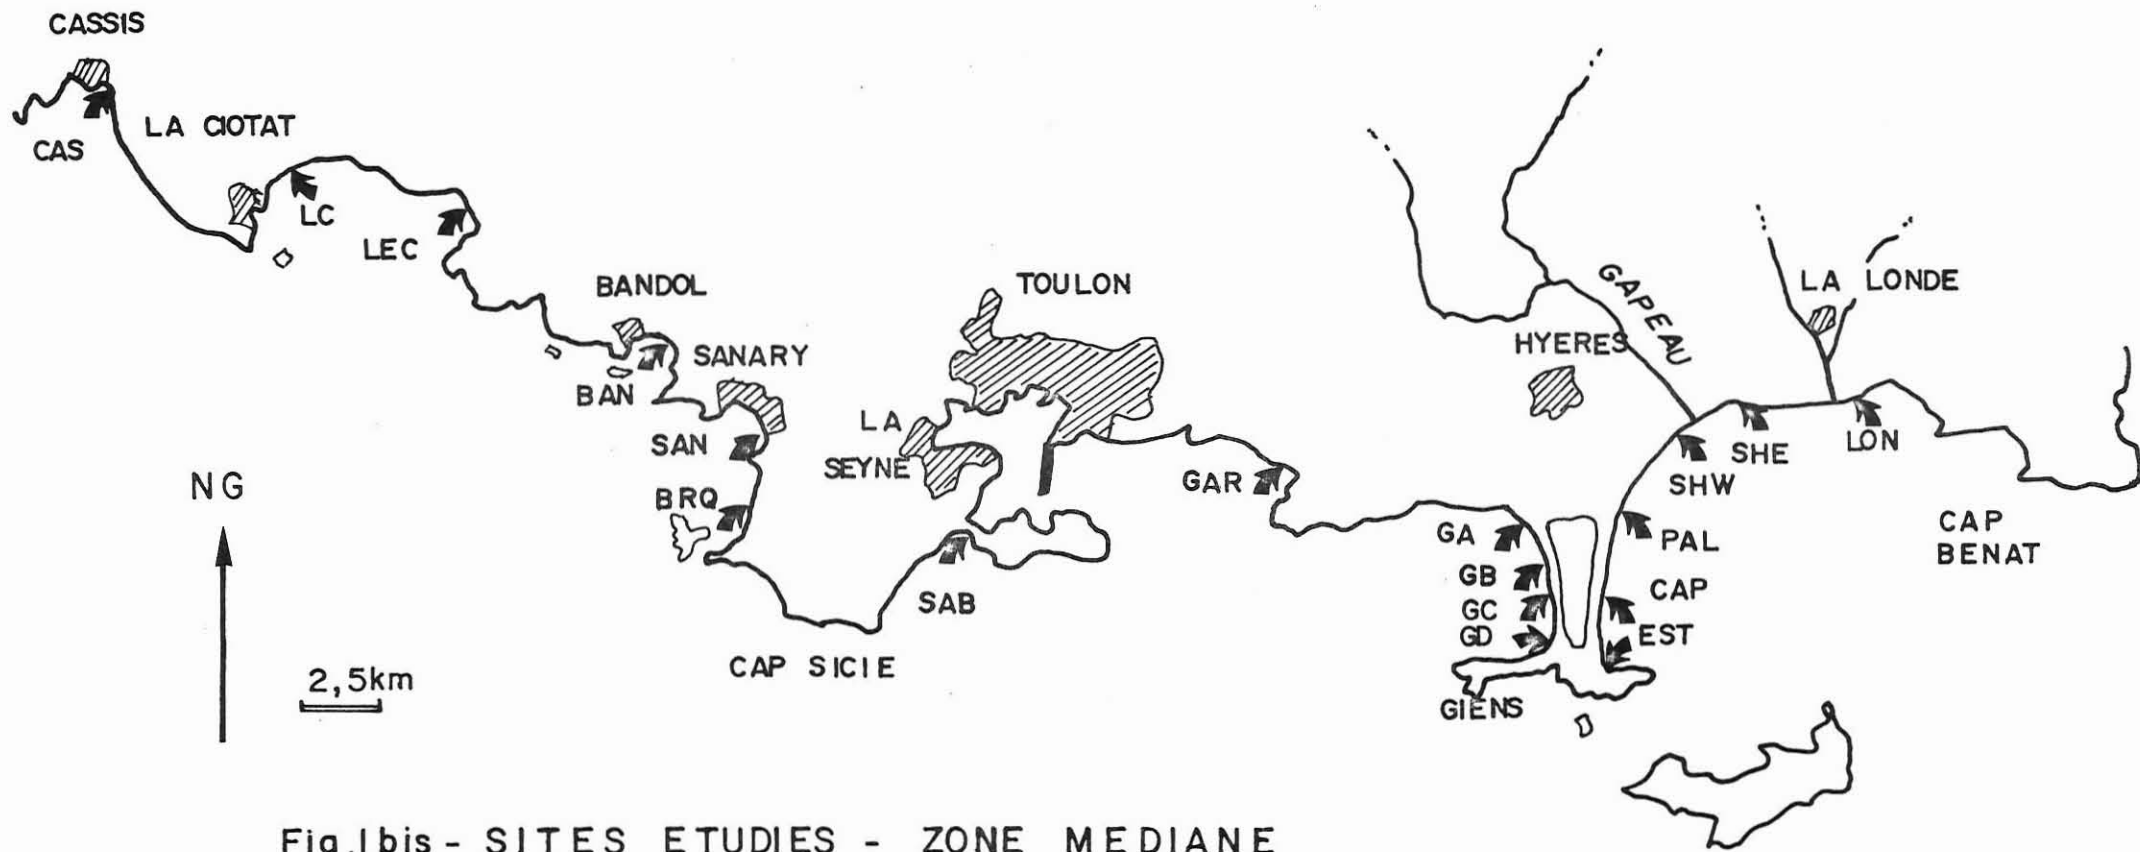 CASSIS
CAS
LA CIOTAT
LC
LEC
BANDOL
BAN
SANARY
SAN
BRQ
LA
SEYNE
TOULON
SAB
CAP SICIE
GAR
GAPEAU
HYERES
LA LONDE
LON
SHE
SHW
PAL
CAP
EST
GA
GB
GC
GD
GIENS
CAP
BENAT
NG
2,5km
Fig.1bis - SITES ETUDIES - ZONE MEDIANE